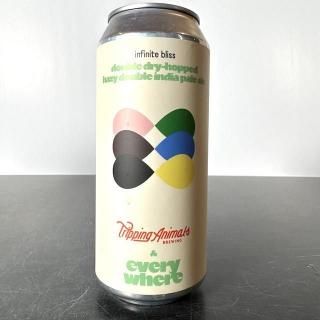 infinite bliss
double dry-hopped
hazy double india pale ale
Tripping Animals
BREWING
&
every
where